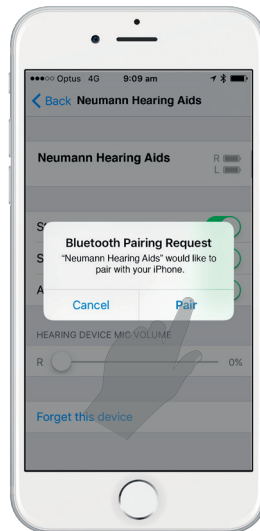 Optus 4G 9:09 am
Back Neumann Hearing Aids
Neumann Hearing Aids R
L
S
S
A
Bluetooth Pairing Request
“Neumann Hearing Aids” would like to
pair with your iPhone.
Cancel Pair
HEARING DEVICE MIC VOLUME
R 0%
Forget this device